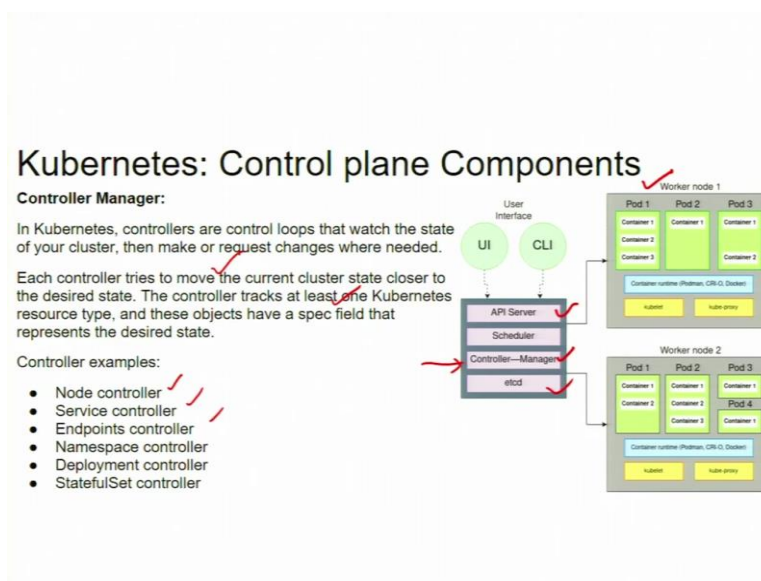 Kubernetes: Control plane Components
Controller Manager:
In Kubernetes, controllers are control loops that watch the state
of your cluster, then make or request changes where needed.
Each controller tries to move the current cluster state closer to
the desired state. The controller tracks at least one Kubernetes
resource type, and these objects have a spec field that
represents the desired state.
Controller examples:
● Node controller
● Service controller
● Endpoints controller
● Namespace controller
● Deployment controller
● StatefulSet controller
User
Interface
UI
CLI
API Server
Scheduler
Controller—Manager
etcd
Worker node 1
Pod 1
Pod 2
Pod 3
Container 1
Container 2
Container 3
Container 1
Container 1
Container 2
Container runtime (Podman, CRI-O, Docker)
kubelet
kube-proxy
Worker node 2
Pod 1
Pod 2
Pod 3
Container 1
Container 2
Container 1
Container 2
Container 3
Container 1
Pod 4
Container 1
Container runtime (Podman, CRI-O, Docker)
kubelet
kube-proxy